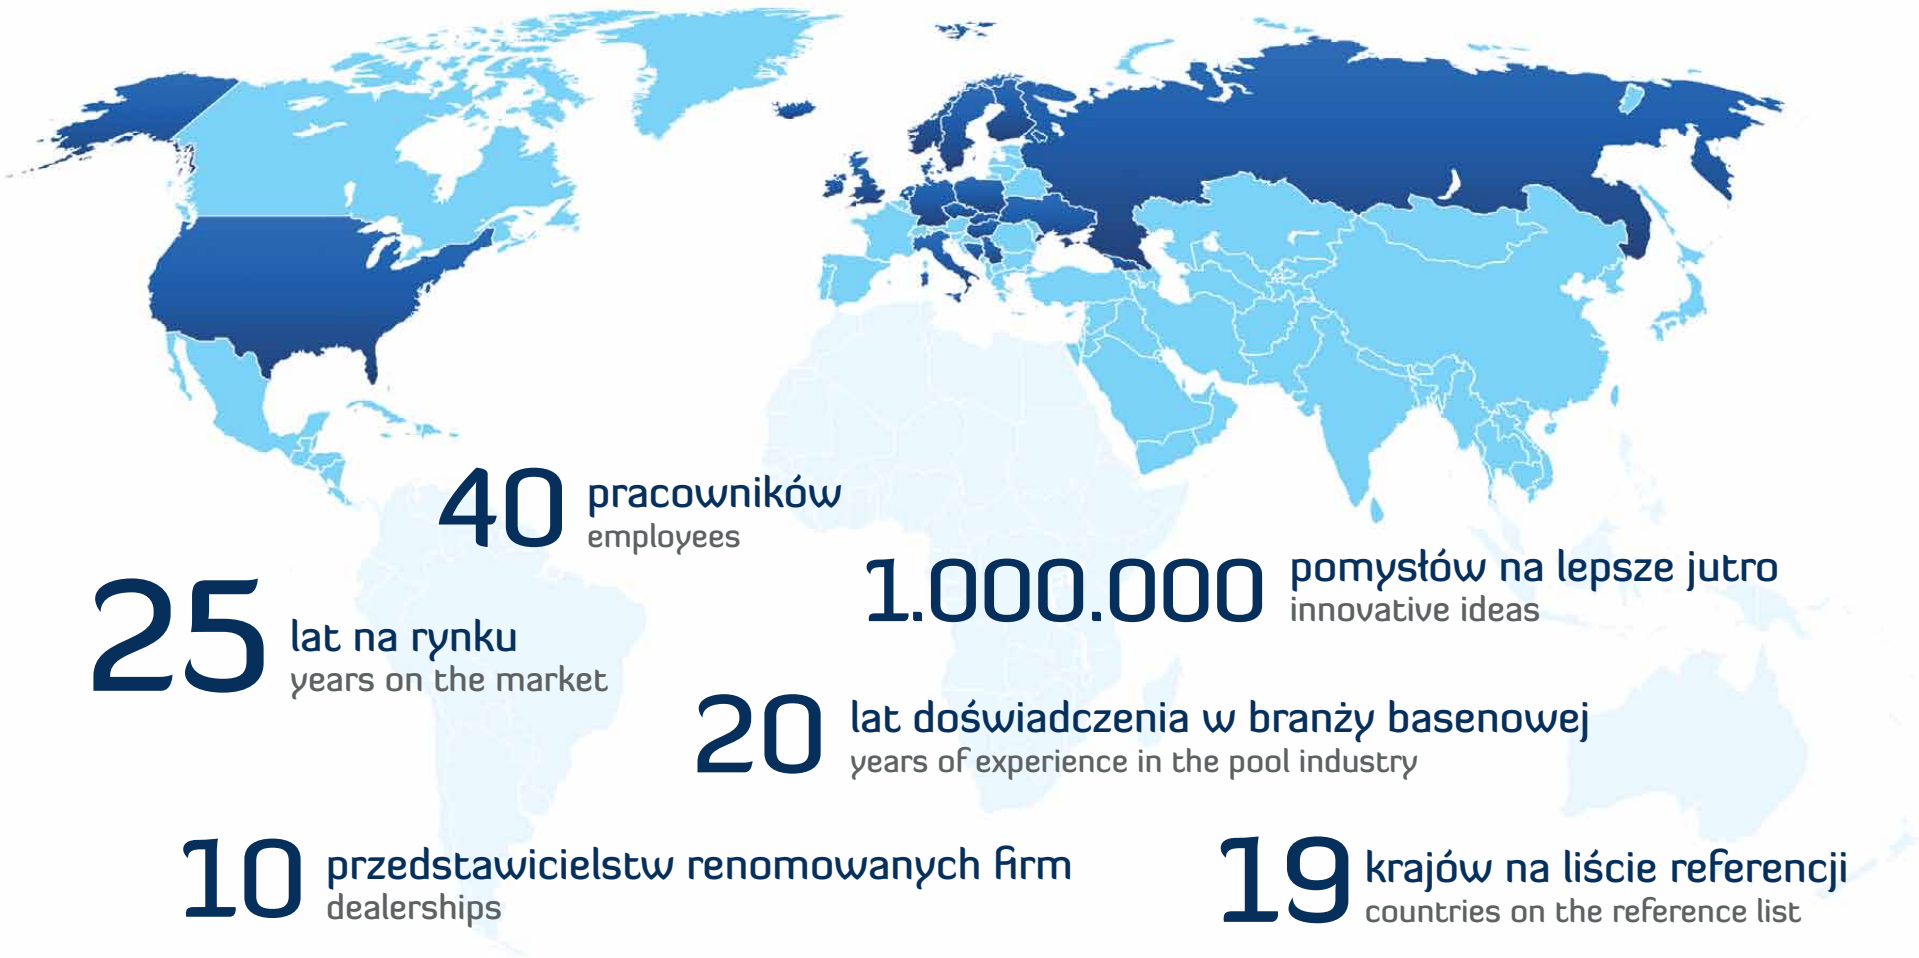 40 pracowników
employees
1.000.000 pomysłów na lepsze jutro
innovative ideas
25 lat na rynku
years on the market
20 lat doświadczenia w branży basenowej
years of experience in the pool industry
10 przedstawicielstw renomowanych firm
dealerships
19 krajów na liście referencji
countries on the reference list